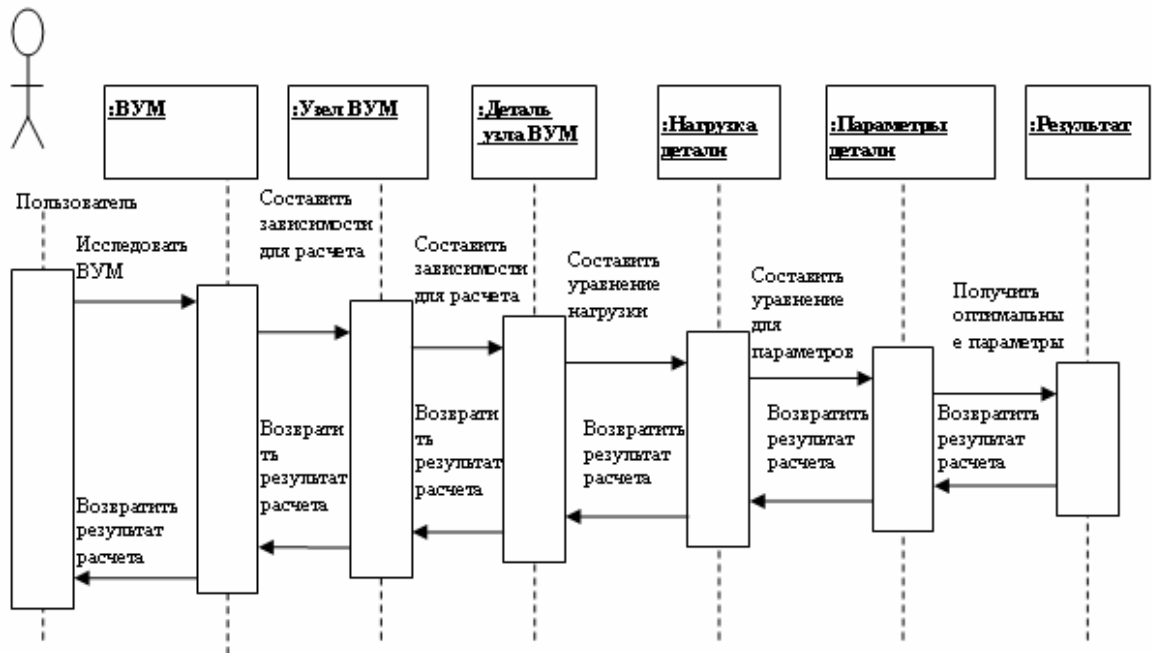 :ВУМ
:Узел ВУМ
:Деталь
узла ВУМ
:Нагрузка
детали
:Параметры
детали
:Результат
Пользователь
Исследовать
ВУМ
Составить
зависимости
для расчета
Составить
зависимости
для расчета
Составить
уравнение
нагрузки
Составить
уравнение
для
параметров
Получить
оптимальны
е параметры
Возвратить
результат
расчета
Возврати
ть
результат
расчета
Возврати
ть
результат
расчета
Возвратить
результат
расчета
Возвратить
результат
расчета
Возвратить
результат
расчета